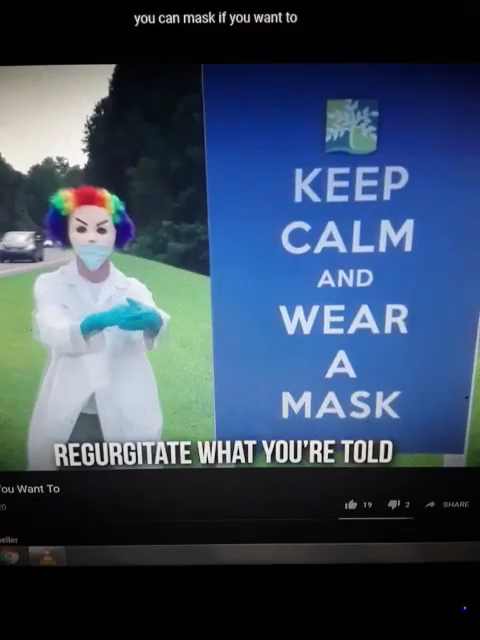 you can mask if you want to
KEEP
CALM
AND
WEAR
A
MASK
REGURGITATE WHAT YOU'RE TOLD
You Want To
19
2
SHARE